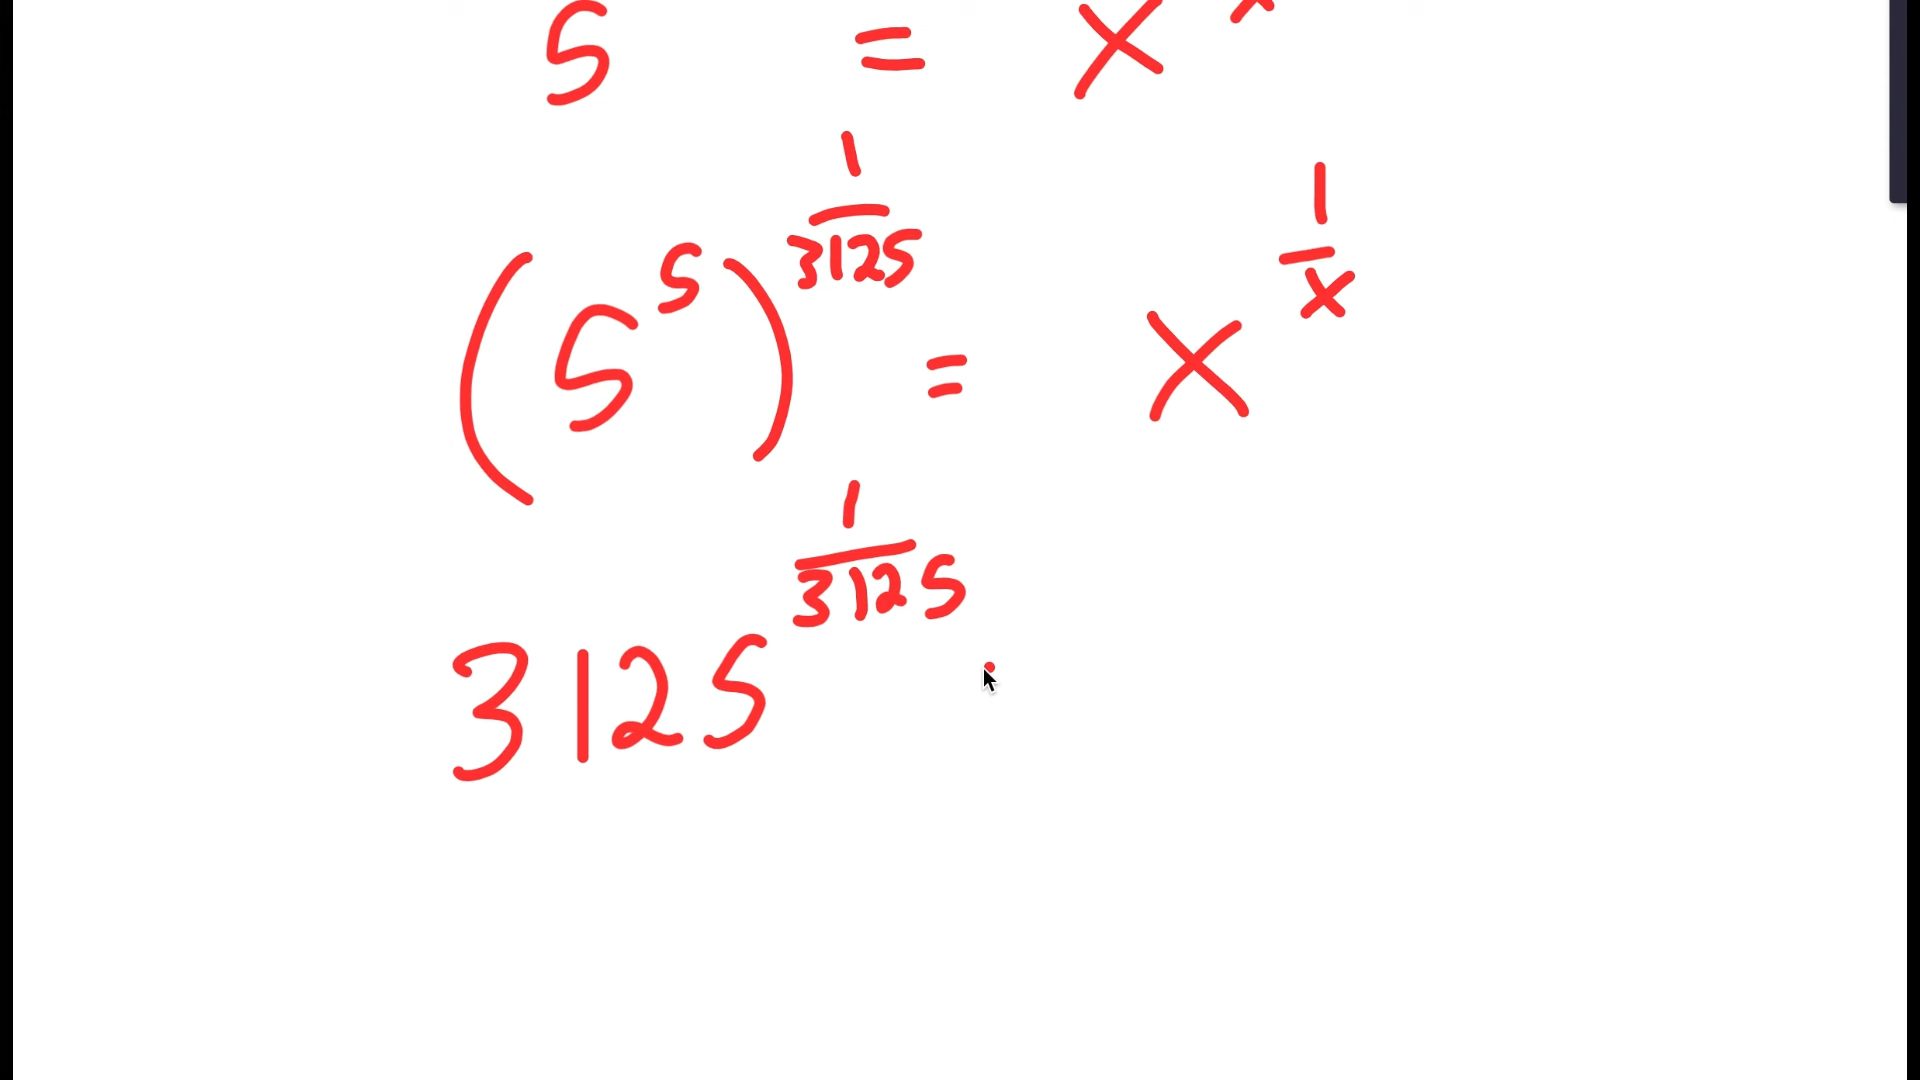 5 = x^x
(5^5)^(1/3125) = x^(1/x)
3125^(1/3125)